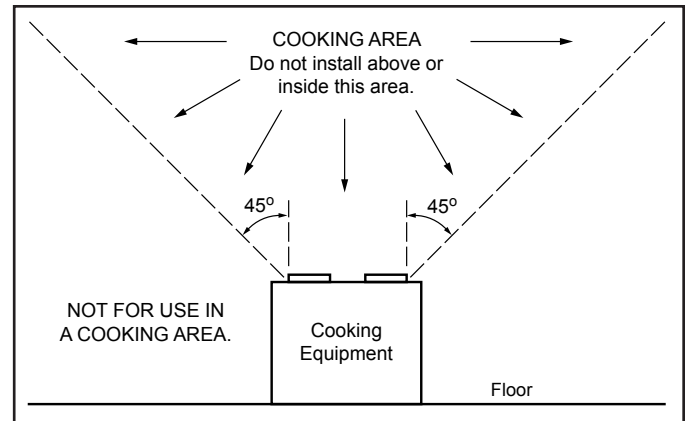 COOKING AREA
Do not install above or
inside this area.
45º
45º
NOT FOR USE IN
A COOKING AREA.
Cooking
Equipment
Floor